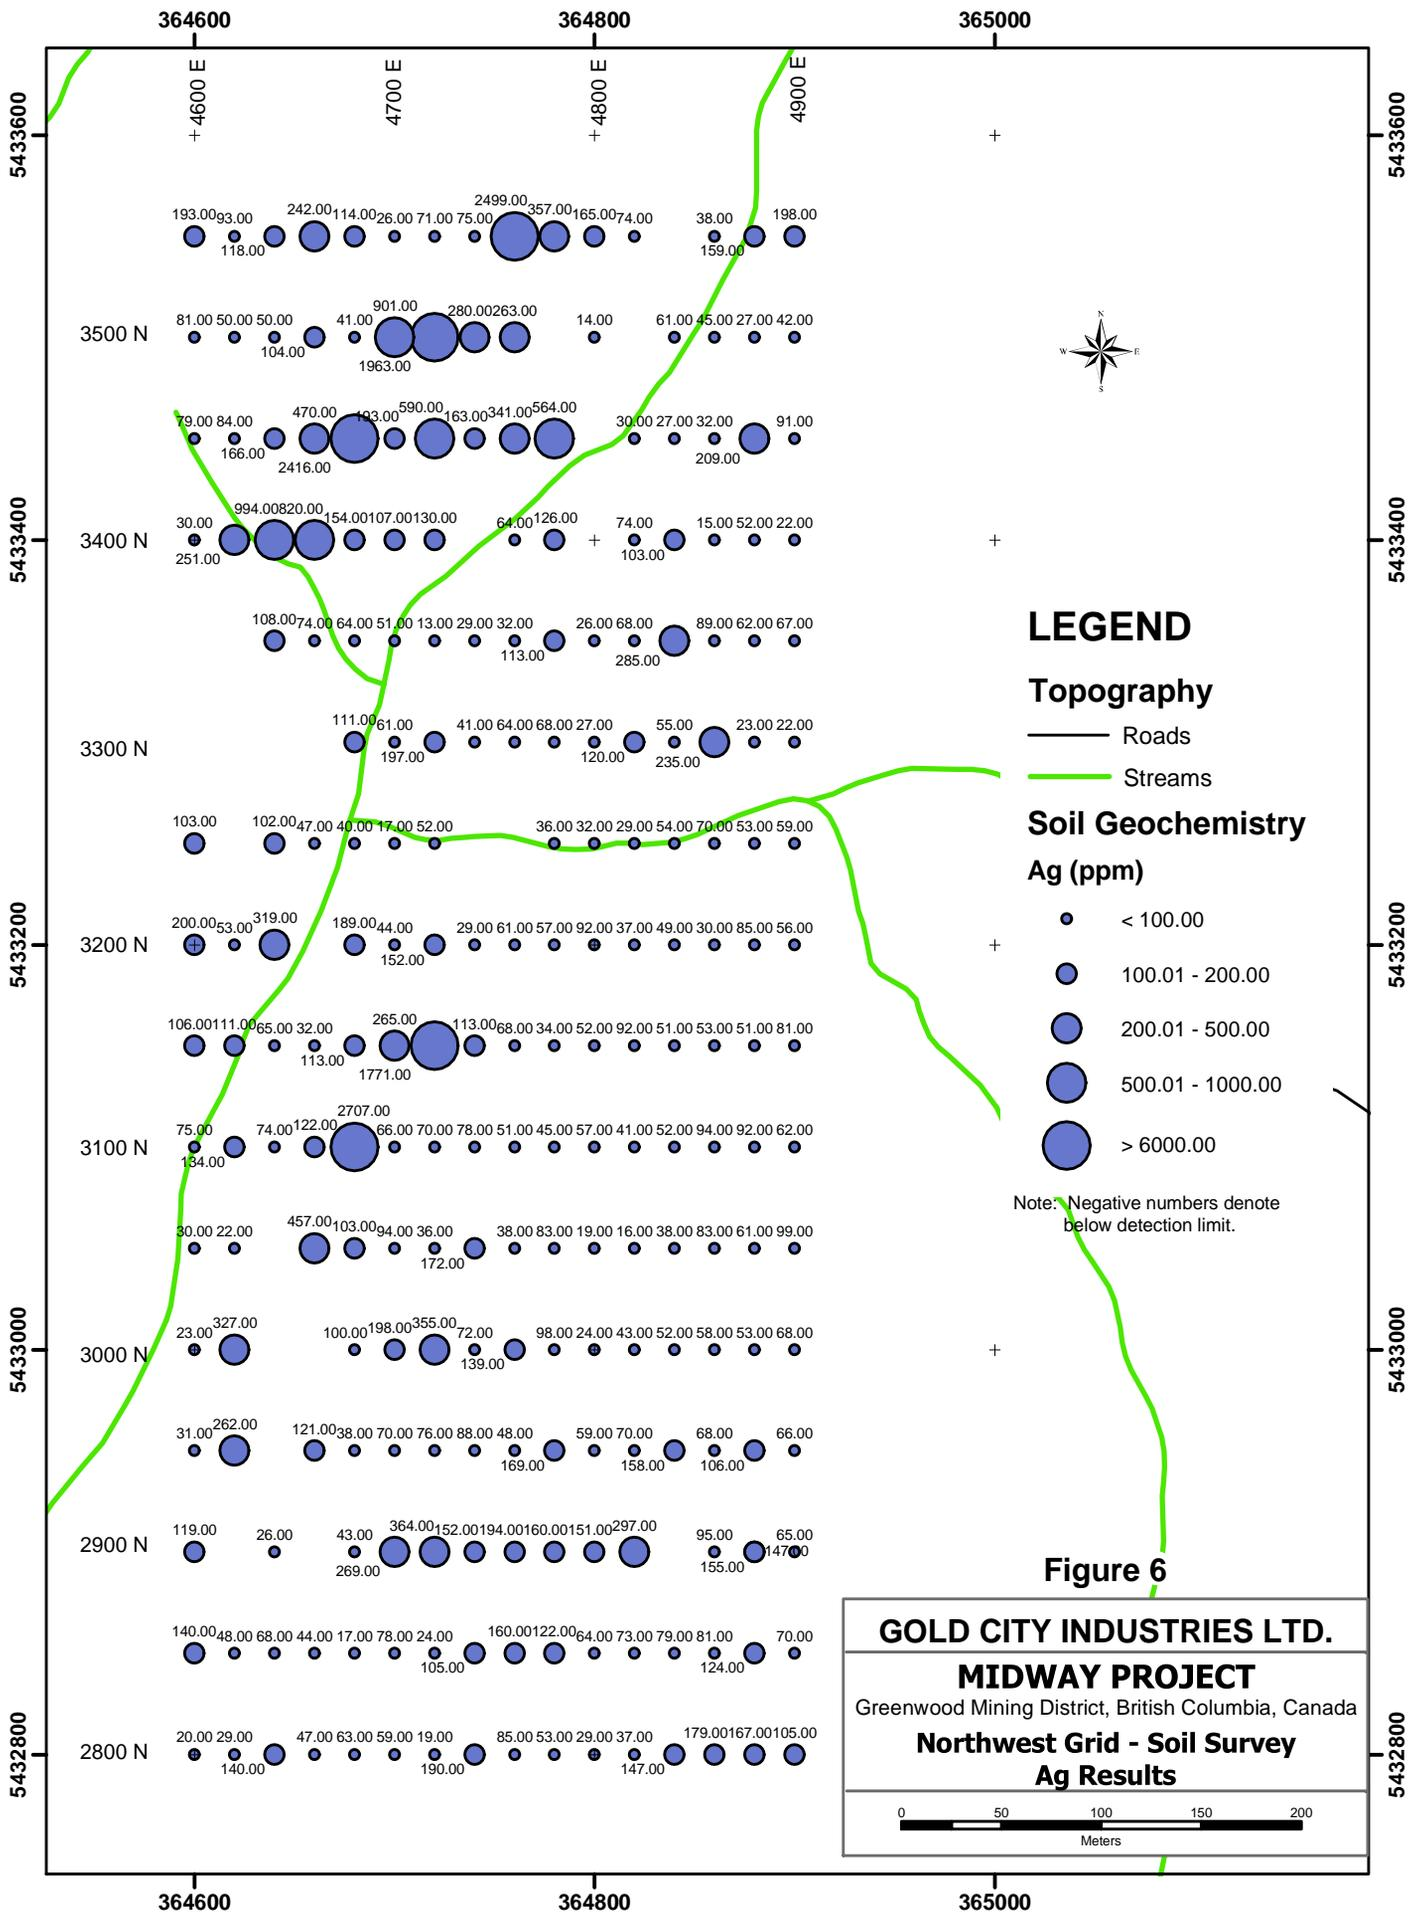 364600 364800 365000
4600 E 4700 E 4800 E 4900 E
5433600 5433600
2499.00
193.00 93.00 242.00 114.00 26.00 71.00 75.00 357.00 165.00 74.00 38.00 198.00
118.00 159.00
901.00
3500 N 81.00 50.00 50.00 41.00 280.00 263.00 14.00 61.00 45.00 27.00 42.00
104.00 1963.00
N
W E
S
79.00 84.00 470.00 193.00 590.00 163.00 341.00 564.00 30.00 27.00 32.00 91.00
166.00 2416.00 209.00
994.00 820.00
5433400 3400 N 30.00 154.00 107.00 130.00 64.00 126.00 74.00 15.00 52.00 22.00 5433400
251.00 103.00
108.00 74.00 64.00 51.00 13.00 29.00 32.00 26.00 68.00 89.00 62.00 67.00
113.00 285.00
3300 N 111.00 61.00 41.00 64.00 68.00 27.00 55.00 23.00 22.00
197.00 120.00 235.00
103.00 102.00 47.00 40.00 17.00 52.00 36.00 32.00 29.00 54.00 70.00 53.00 59.00
5433200 3200 N 200.00 53.00 319.00 189.00 44.00 29.00 61.00 57.00 92.00 37.00 49.00 30.00 85.00 56.00 5433200
152.00
106.00 111.00 65.00 32.00 265.00 113.00 68.00 34.00 52.00 92.00 51.00 53.00 51.00 81.00
113.00 1771.00
2707.00
3100 N 75.00 74.00 122.00 66.00 70.00 78.00 51.00 45.00 57.00 41.00 52.00 94.00 92.00 62.00
134.00
30.00 22.00 457.00 103.00 94.00 36.00 38.00 83.00 19.00 16.00 38.00 83.00 61.00 99.00
172.00
5433000 3000 N 23.00 327.00 100.00 198.00 355.00 72.00 98.00 24.00 43.00 52.00 58.00 53.00 68.00 5433000
139.00
31.00 262.00 121.00 38.00 70.00 76.00 88.00 48.00 59.00 70.00 68.00 66.00
169.00 158.00 106.00
2900 N 119.00 26.00 43.00 364.00 152.00 194.00 160.00 151.00 297.00 95.00 65.00
269.00 155.00 147.00
140.00 48.00 68.00 44.00 17.00 78.00 24.00 160.00 122.00 64.00 73.00 79.00 81.00 70.00
105.00 124.00
5432800 2800 N 20.00 29.00 47.00 63.00 59.00 19.00 85.00 53.00 29.00 37.00 179.00 167.00 105.00 5432800
140.00 190.00 147.00
LEGEND
Topography
Roads
Streams
Soil Geochemistry
Ag (ppm)
< 100.00
100.01 - 200.00
200.01 - 500.00
500.01 - 1000.00
> 6000.00
Note: Negative numbers denote
below detection limit.
Figure 6
GOLD CITY INDUSTRIES LTD.
MIDWAY PROJECT
Greenwood Mining District, British Columbia, Canada
Northwest Grid - Soil Survey
Ag Results
0 50 100 150 200
Meters
364600 364800 365000